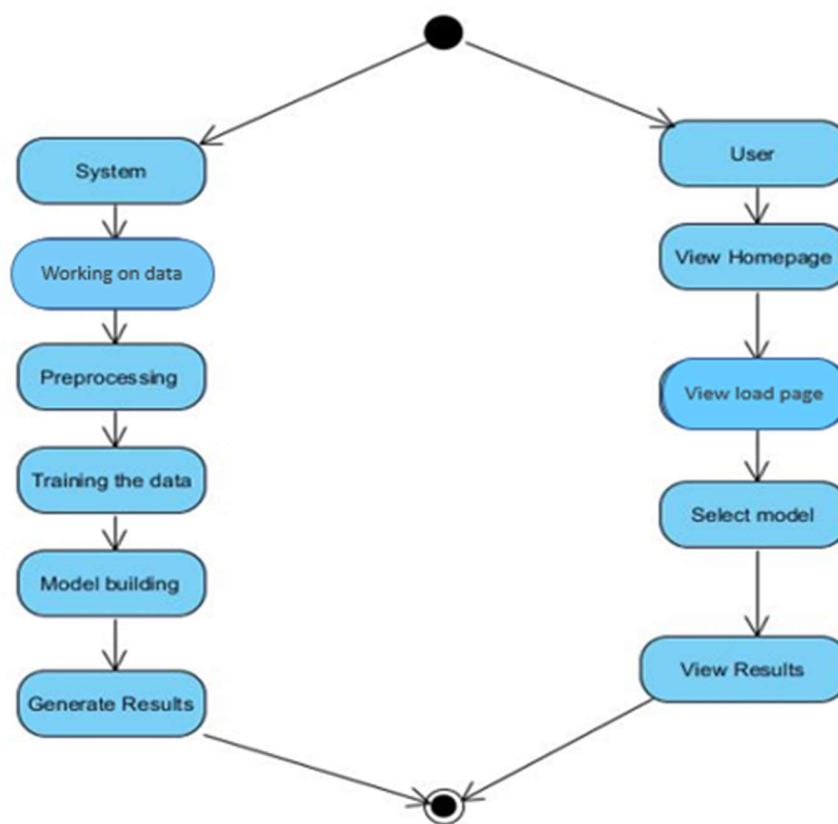 System
Working on data
Preprocessing
Training the data
Model building
Generate Results
User
View Homepage
View load page
Select model
View Results